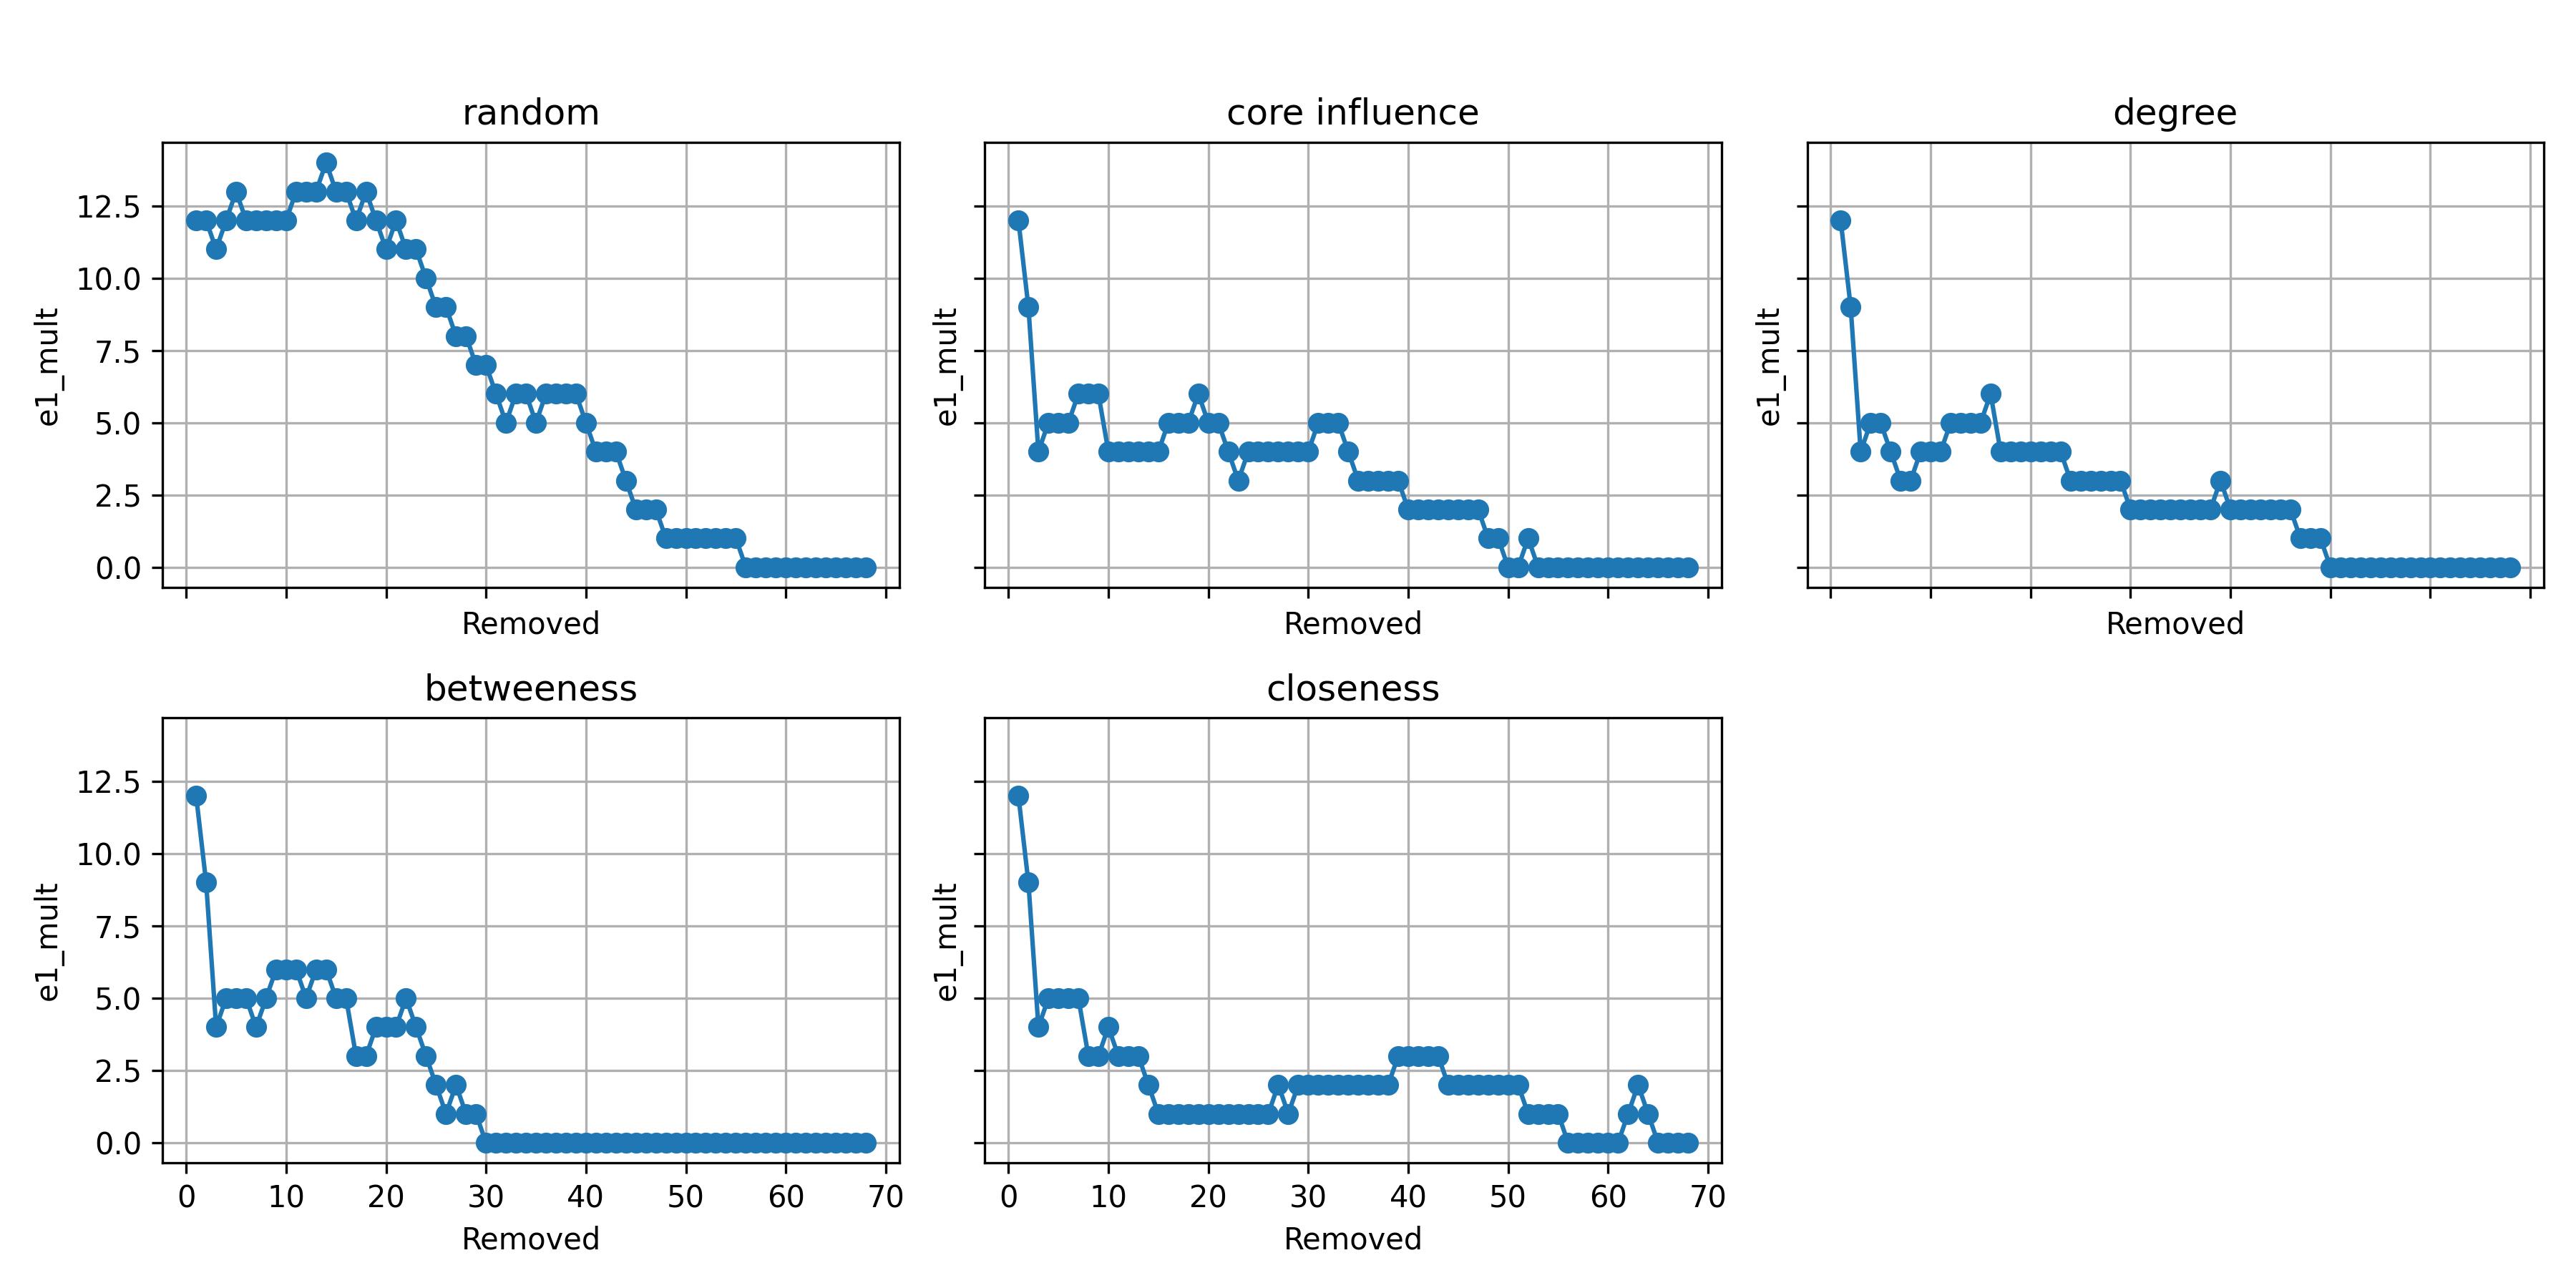 random
core influence
degree
12.5
10.0
7.5
5.0
2.5
0.0
e1_mult
e1_mult
e1_mult
Removed
Removed
Removed
betweeness
closeness
12.5
10.0
7.5
5.0
2.5
0.0
e1_mult
e1_mult
0 10 20 30 40 50 60 70
0 10 20 30 40 50 60 70
Removed
Removed